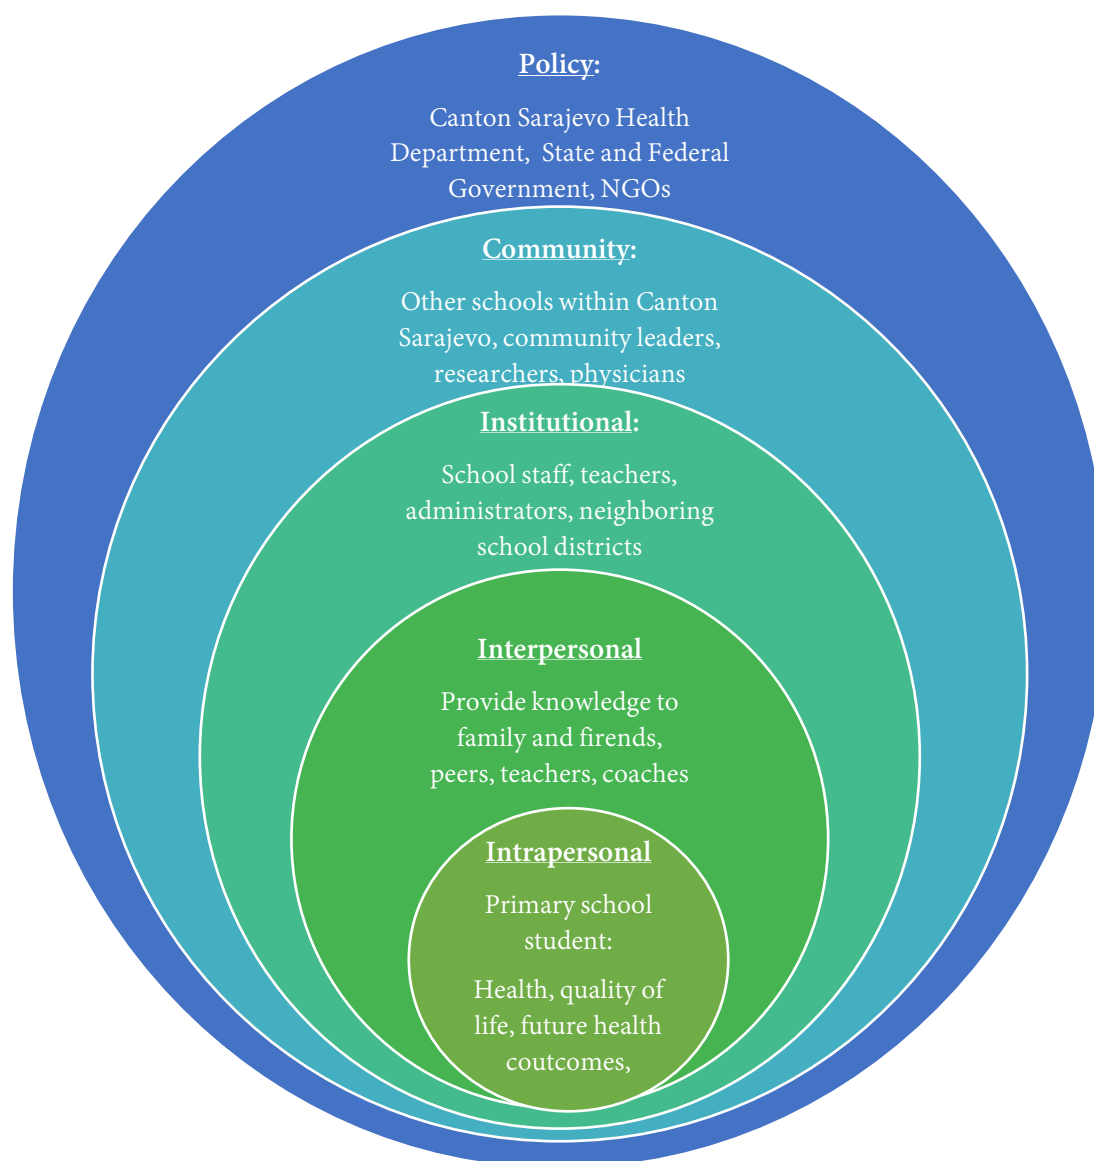 Policy:
Canton Sarajevo Health
Department, State and Federal
Government, NGOs
Community:
Other schools within Canton
Sarajevo, community leaders,
researchers, physicians
Institutional:
School staff, teachers,
administrators, neighboring
school districts
Interpersonal
Provide knowledge to
family and firends,
peers, teachers, coaches
Intrapersonal
Primary school
student:
Health, quality of
life, future health
coutcomes,